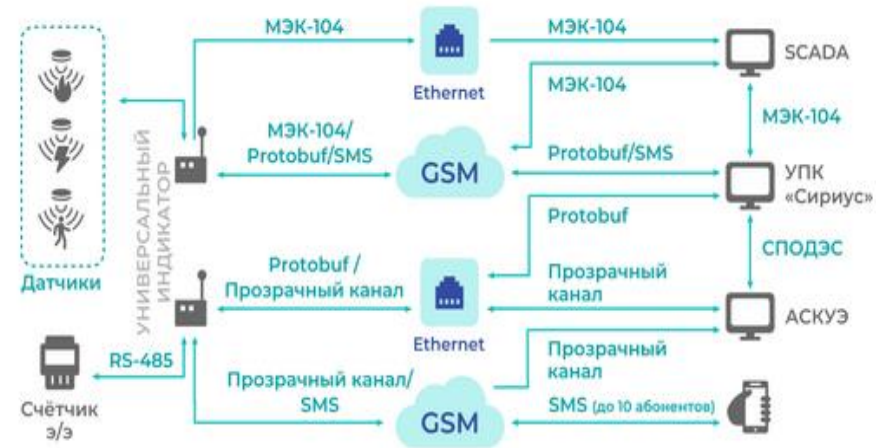 МЭК-104
МЭК-104
SCADA
Ethernet
МЭК-104
МЭК-104
МЭК-104/
Protobuf/SMS
GSM
Protobuf/SMS
УПК
«Сириус»
УНИВЕРСАЛЬНЫЙ
ИНДИКАТОР
Датчики
Protobuf
СПОДЭС
Protobuf /
Прозрачный канал
Прозрачный
канал
Ethernet
АСКУЭ
RS-485
Прозрачный
канал
Прозрачный канал/
SMS
GSM
SMS (до 10 абонентов)
Счётчик
э/э